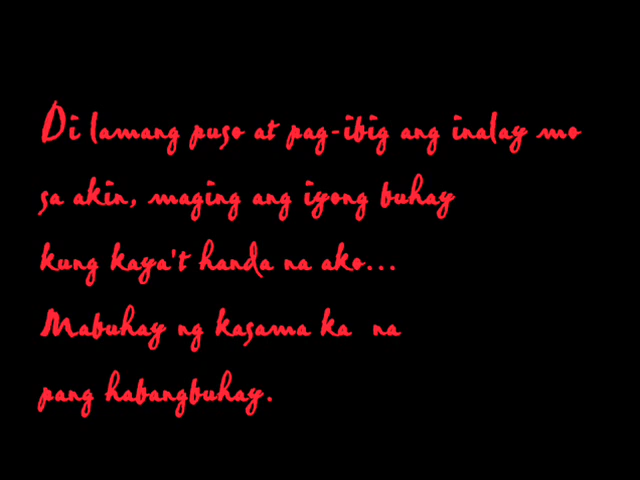 Di lamang puso at pag-ibig ang inalay mo
sa akin, maging ang iyong buhay
kung kaya't handa na ako...
Mabuhay ng kasama ka na
pang habangbuhay.